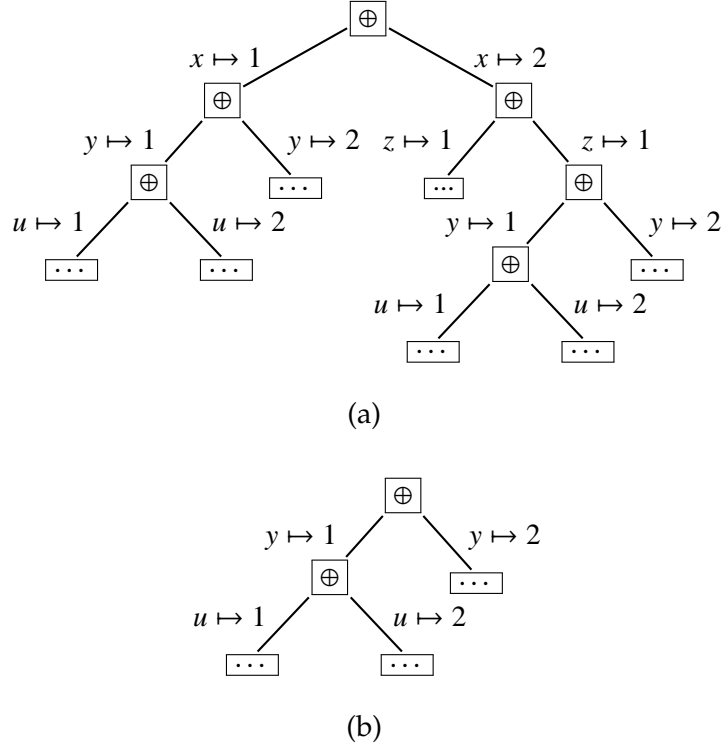 ⊕
x ↦ 1 x ↦ 2
⊕ ⊕
y ↦ 1 y ↦ 2 z ↦ 1 z ↦ 1
⊕ ··· ··· ⊕
u ↦ 1 u ↦ 2 y ↦ 1 y ↦ 2
··· ··· ⊕ ···
u ↦ 1 u ↦ 2
··· ···
(a)
⊕
y ↦ 1 y ↦ 2
⊕ ···
u ↦ 1 u ↦ 2
··· ···
(b)